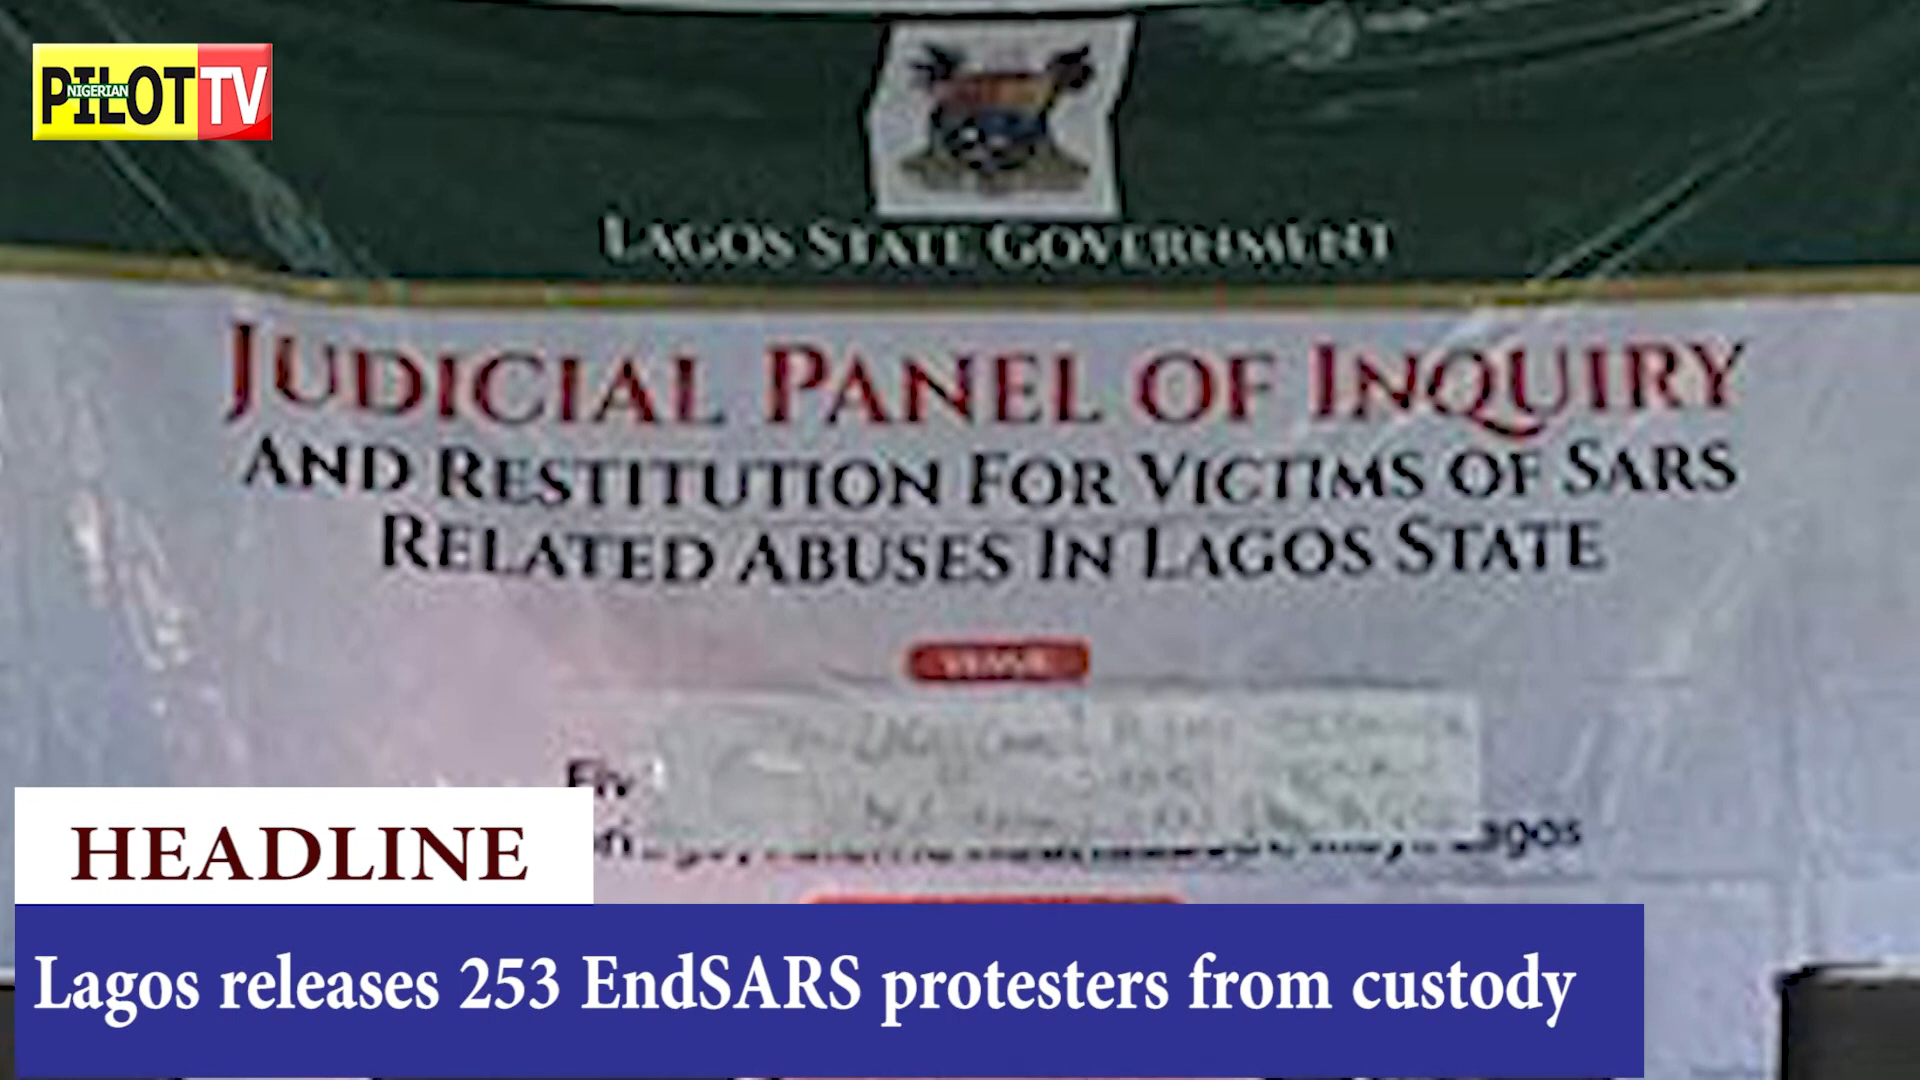 PILOT TV
NIGERIAN
LAGOS STATE GOVERNMENT
JUDICIAL PANEL OF INQUIRY
AND RESTITUTION FOR VICTIMS OF SARS
RELATED ABUSES IN LAGOS STATE
agos
HEADLINE
Lagos releases 253 EndSARS protesters from custody